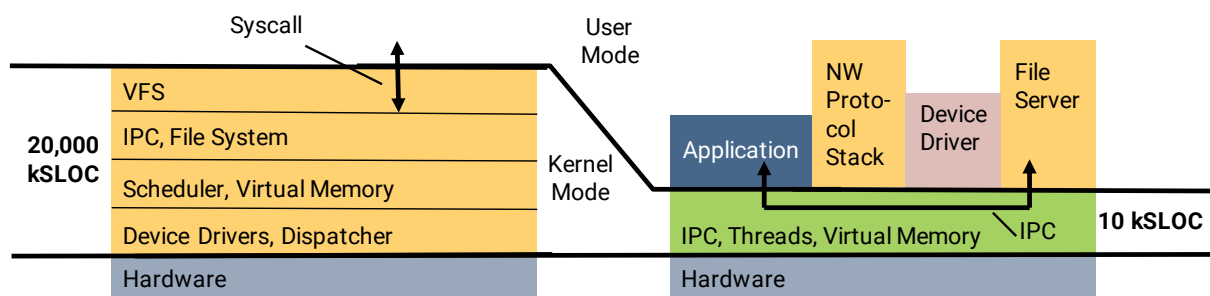 Syscall
User
Mode
VFS
IPC, File System
20,000
kSLOC
Scheduler, Virtual Memory
Kernel
Mode
Device Drivers, Dispatcher
Hardware
Application
NW
Proto-
col
Stack
Device
Driver
File
Server
IPC, Threads, Virtual Memory
IPC
10 kSLOC
Hardware